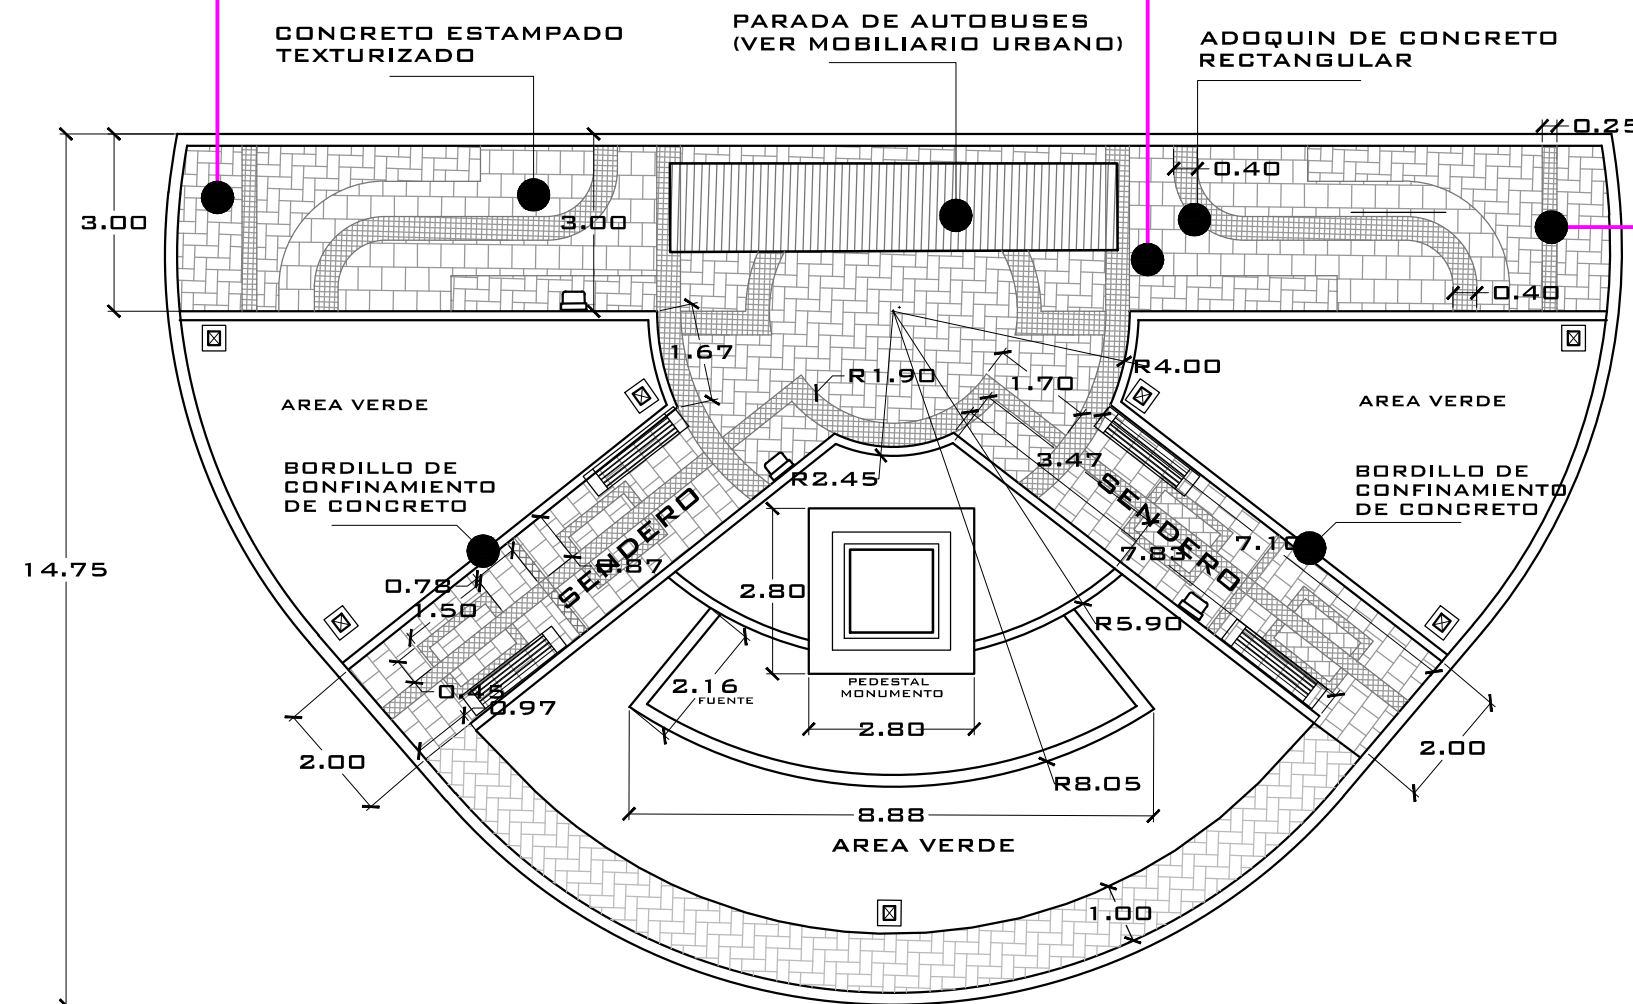 CONCRETO ESTAMPADO
TEXTURIZADO
PARADA DE AUTOBUSES
(VER MOBILIARIO URBANO)
ADOQUIN DE CONCRETO
RECTANGULAR
0.25
0.40
3.00
3.00
0.40
1.67
R1.90
1.70
R4.00
AREA VERDE
AREA VERDE
BORDILLO DE
CONFINAMIENTO
DE CONCRETO
R2.45
3.47
BORDILLO DE
CONFINAMIENTO
DE CONCRETO
SENDERO
SENDERO
14.75
0.78
0.87
1.50
2.80
7.83
7.10
R5.90
0.45
0.97
2.16
FUENTE
PEDESTAL
MONUMENTO
2.80
2.00
2.00
R8.05
8.88
AREA VERDE
1.00